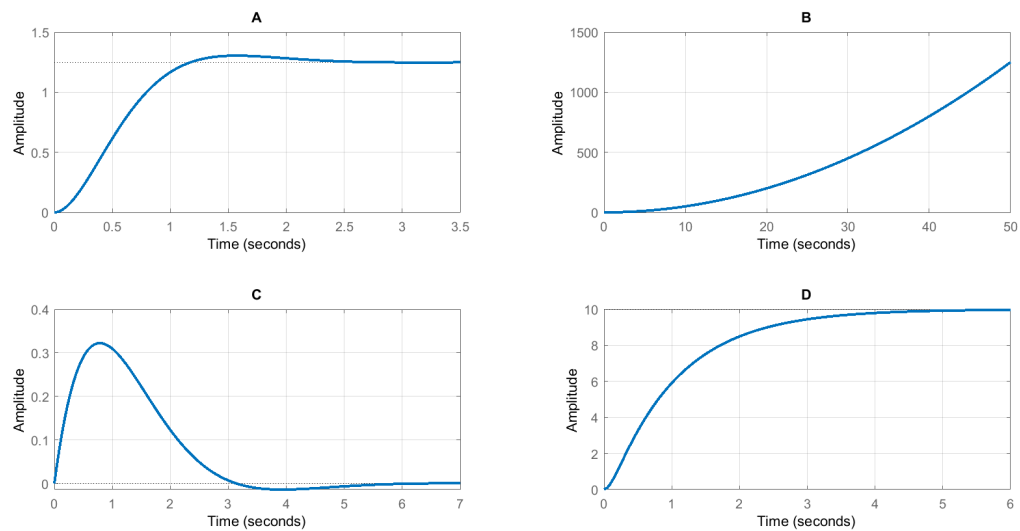 A
1.5
1
0.5
0
Amplitude
0 0.5 1 1.5 2 2.5 3 3.5
Time (seconds)
B
1500
1000
500
0
Amplitude
0 10 20 30 40 50
Time (seconds)
C
0.4
0.3
0.2
0.1
0
Amplitude
0 1 2 3 4 5 6 7
Time (seconds)
D
10
8
6
4
2
0
Amplitude
0 1 2 3 4 5 6
Time (seconds)